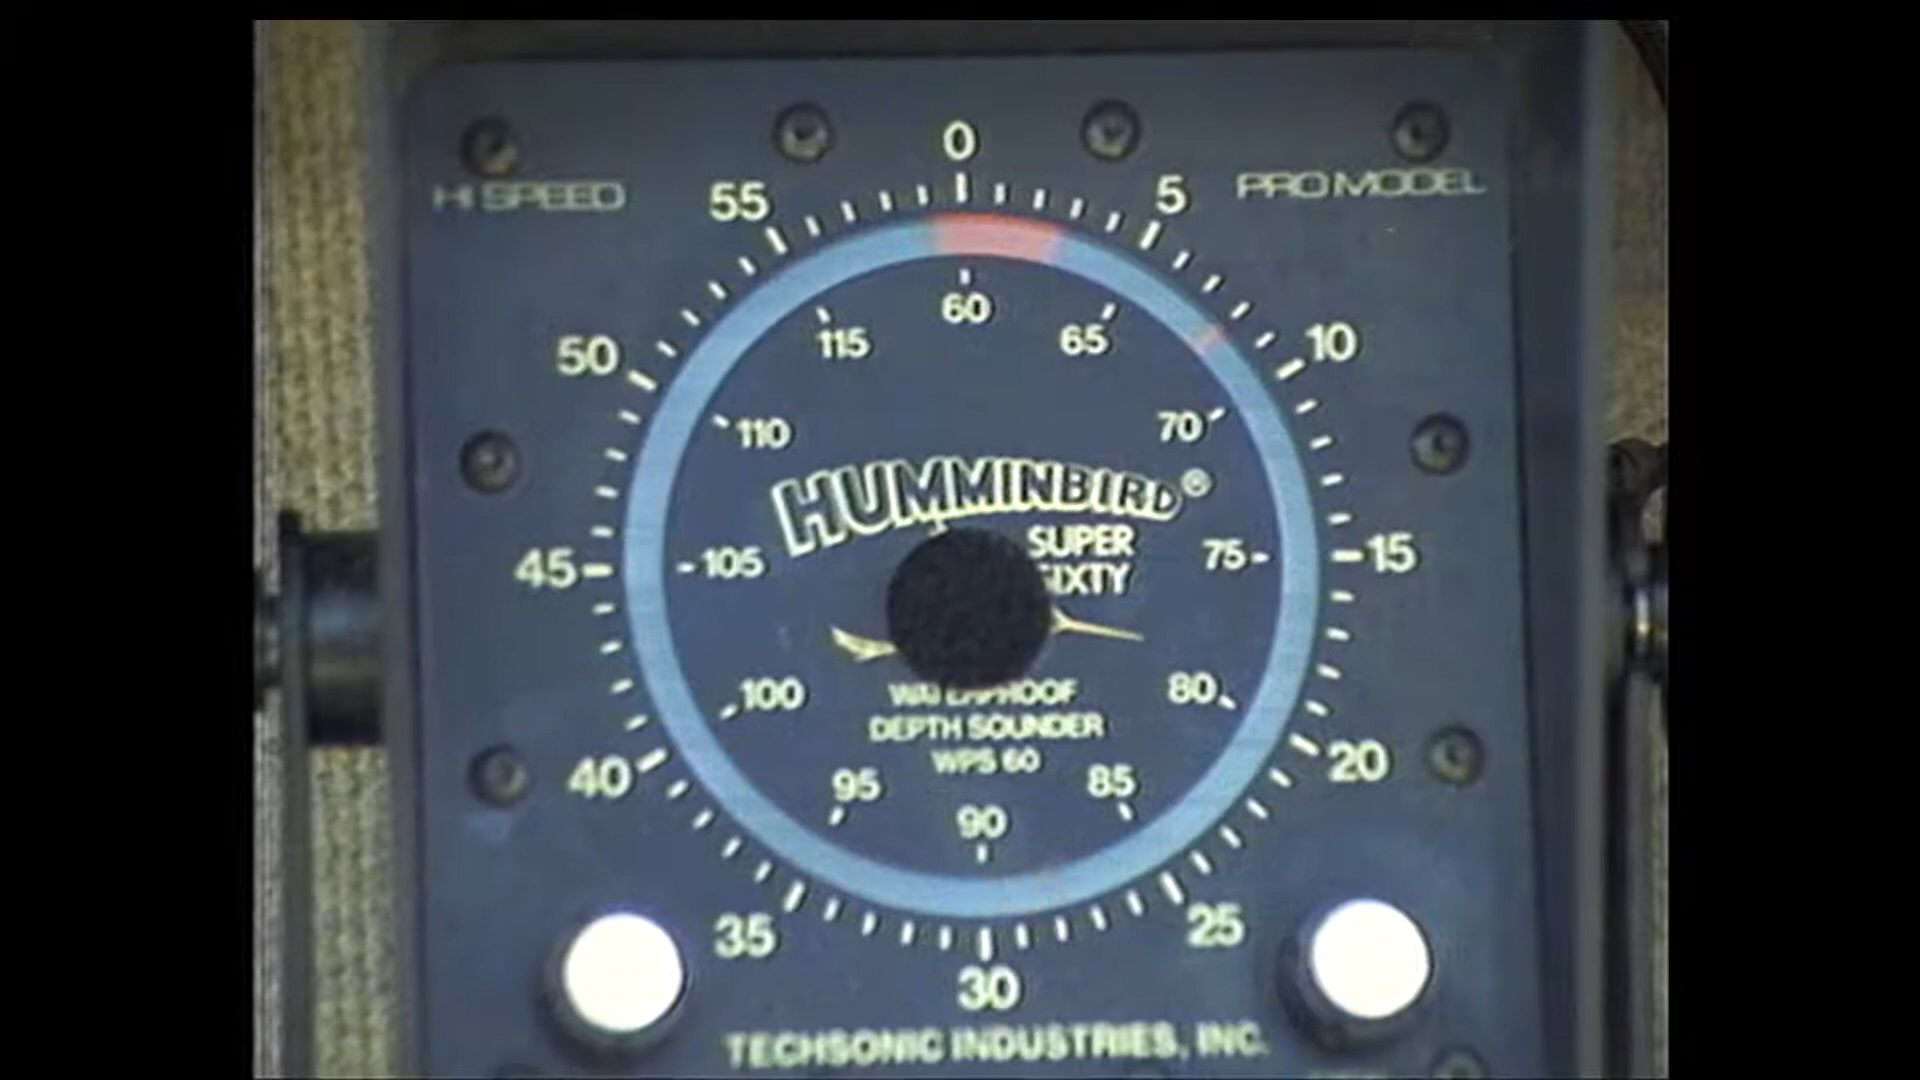 0
HI SPEED 55 5 PRO MODEL
60
115 65
50 10
110 70
HUMMINBIRD®
SUPER
45 105 75 15
SIXTY
100 80
WATERPROOF
DEPTH SOUNDER
40 20
WPS 60
95 85
90
35 25
30
TECHSONIC INDUSTRIES, INC.